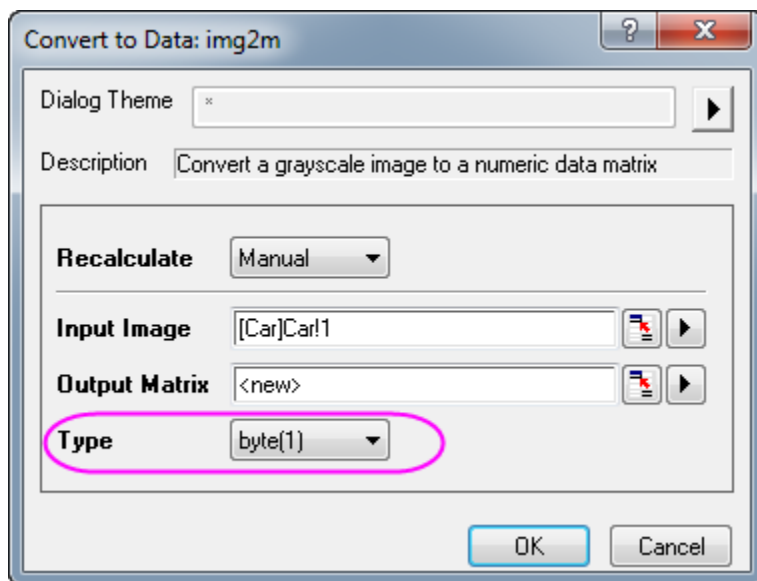 Convert to Data: img2m
?
Dialog Theme *
Description Convert a grayscale image to a numeric data matrix
Recalculate Manual
Input Image [Car]Car!1
Output Matrix <new>
Type byte(1)
OK Cancel